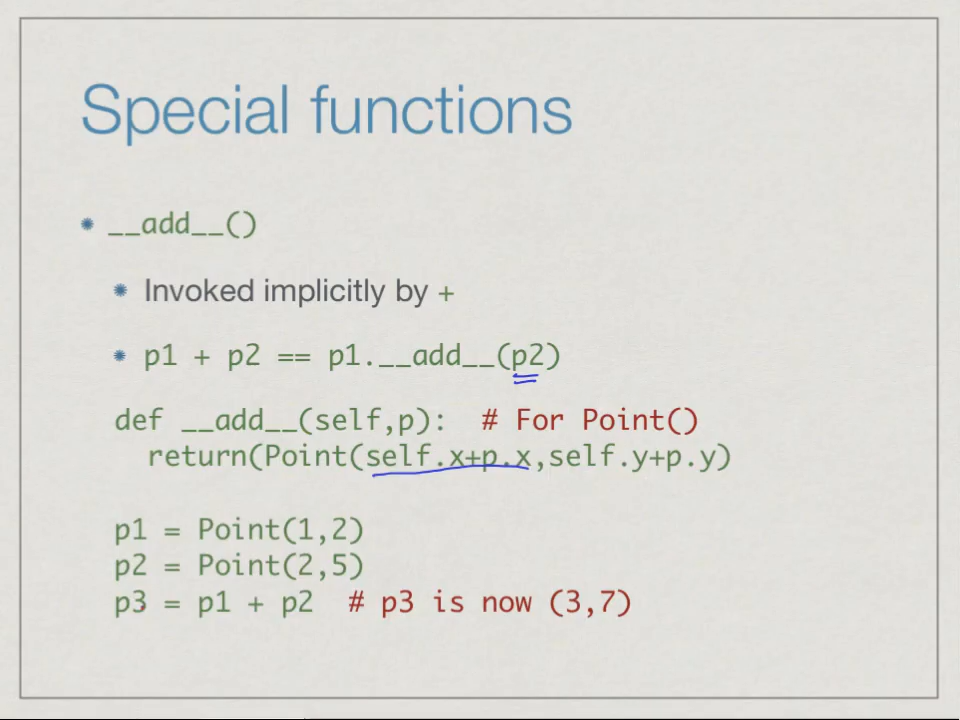 Special functions
__add__()
Invoked implicitly by +
p1 + p2 == p1.__add__(p2)
def __add__(self,p):  # For Point()
  return(Point(self.x+p.x,self.y+p.y)
p1 = Point(1,2)
p2 = Point(2,5)
p3 = p1 + p2  # p3 is now (3,7)